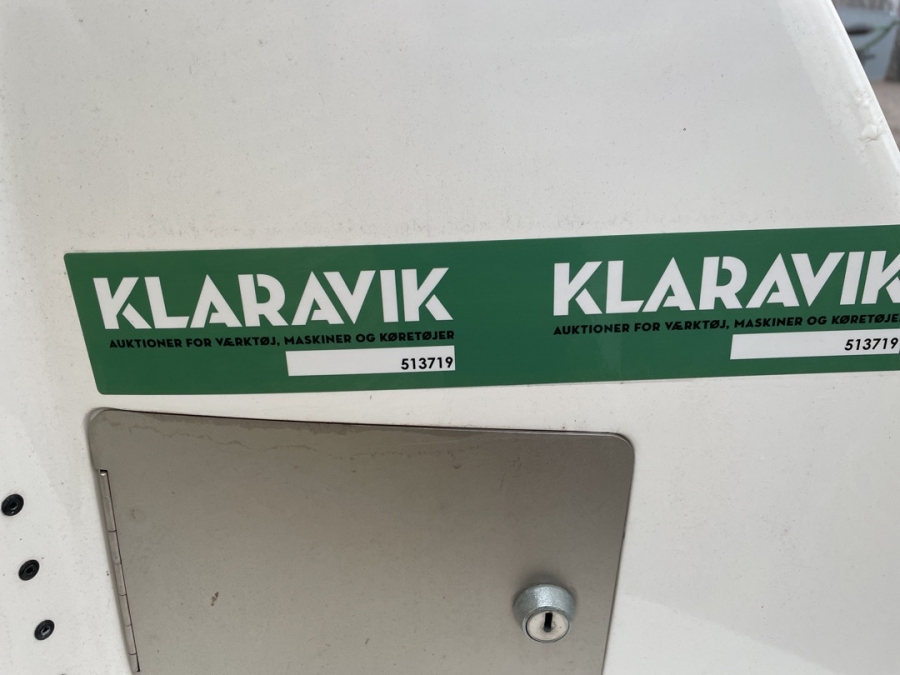 KLARAVIK
AUKTIONER FOR VÆRKTØJ, MASKINER OG KØRETØJER
513719
KLARAVIK
AUKTIONER FOR VÆRKTØJ, MASKINER OG KØRETØJER
513719